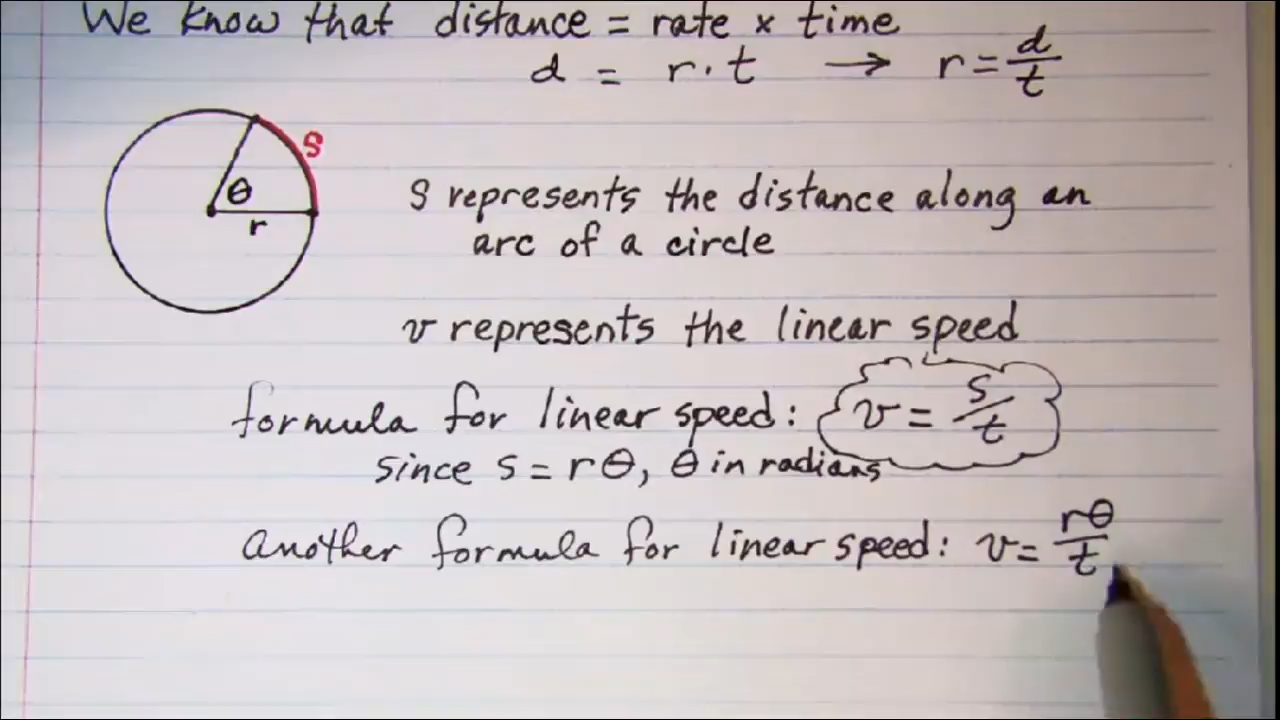 We know that distance = rate x time
d = r · t → r = d/t
S
θ
r
S represents the distance along an
arc of a circle
v represents the linear speed
formula for linear speed: v = s/t
since s = rθ, θ in radians
another formula for linear speed: v = rθ/t